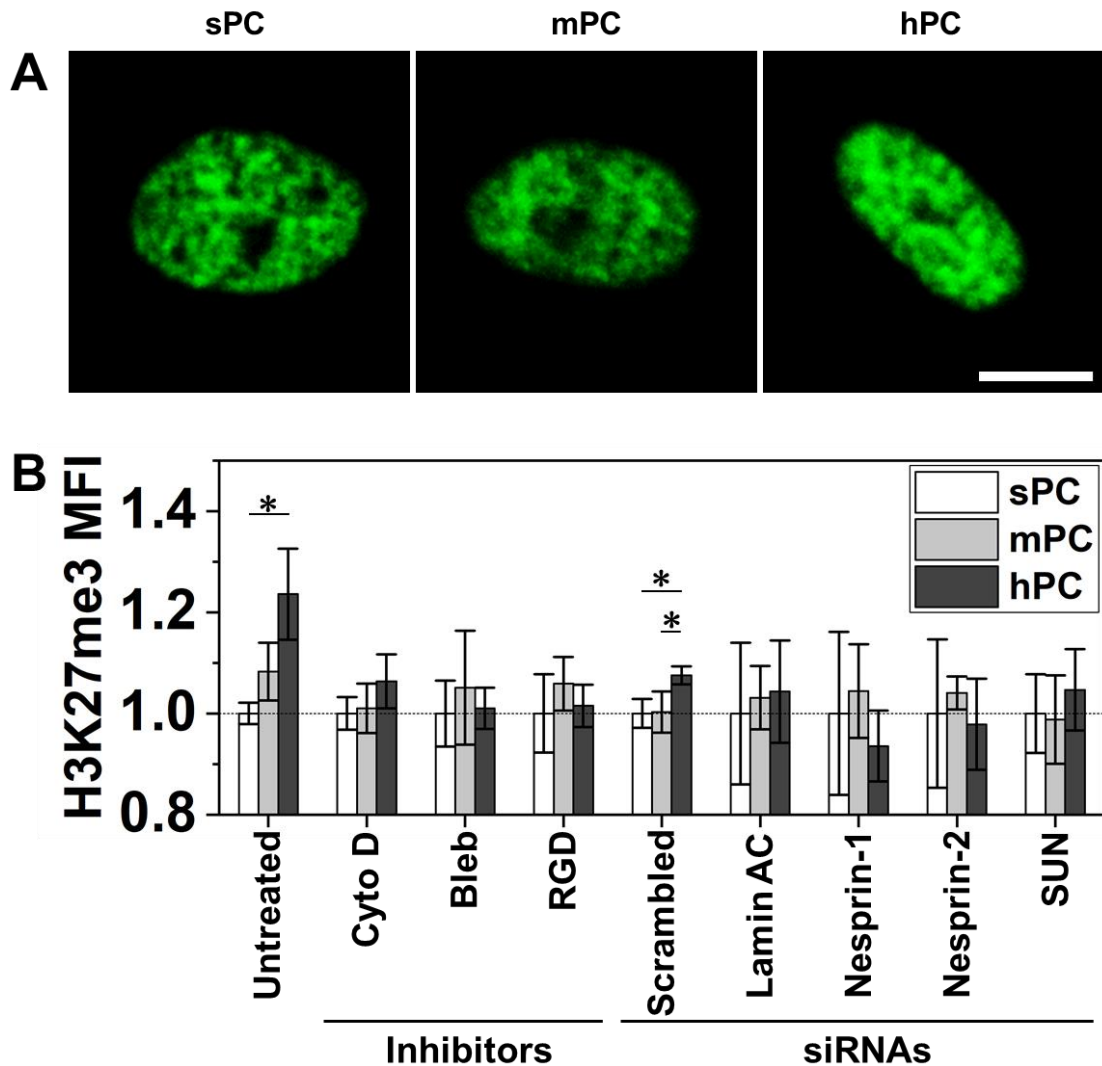 sPC mPC hPC
A
B
H3K27me3 MFI
1.4
1.2
1.0
0.8
*
*
*
sPC
mPC
hPC
Untreated
Cyto D
Bleb
RGD
Scrambled
Lamin AC
Nesprin-1
Nesprin-2
SUN
Inhibitors
siRNAs